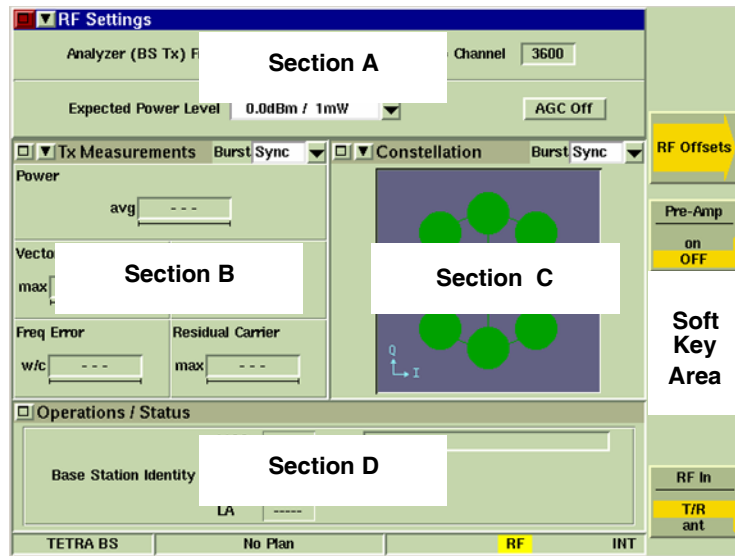 RF Settings
Analyzer (BS Tx) F
Section A
Channel 3600
Expected Power Level 0.0dBm / 1mW AGC Off
Tx Measurements Burst Sync
Power
avg ---
Vecto
max
Section B
Freq Error
w/c ---
Residual Carrier
max ---
Constellation Burst Sync
Section C
Q
I
Operations / Status
Base Station Identity
Section D
LA -----
TETRA BS No Plan RF INT
RF Offsets
Pre-Amp
on
OFF
Soft
Key
Area
RF In
T/R
ant